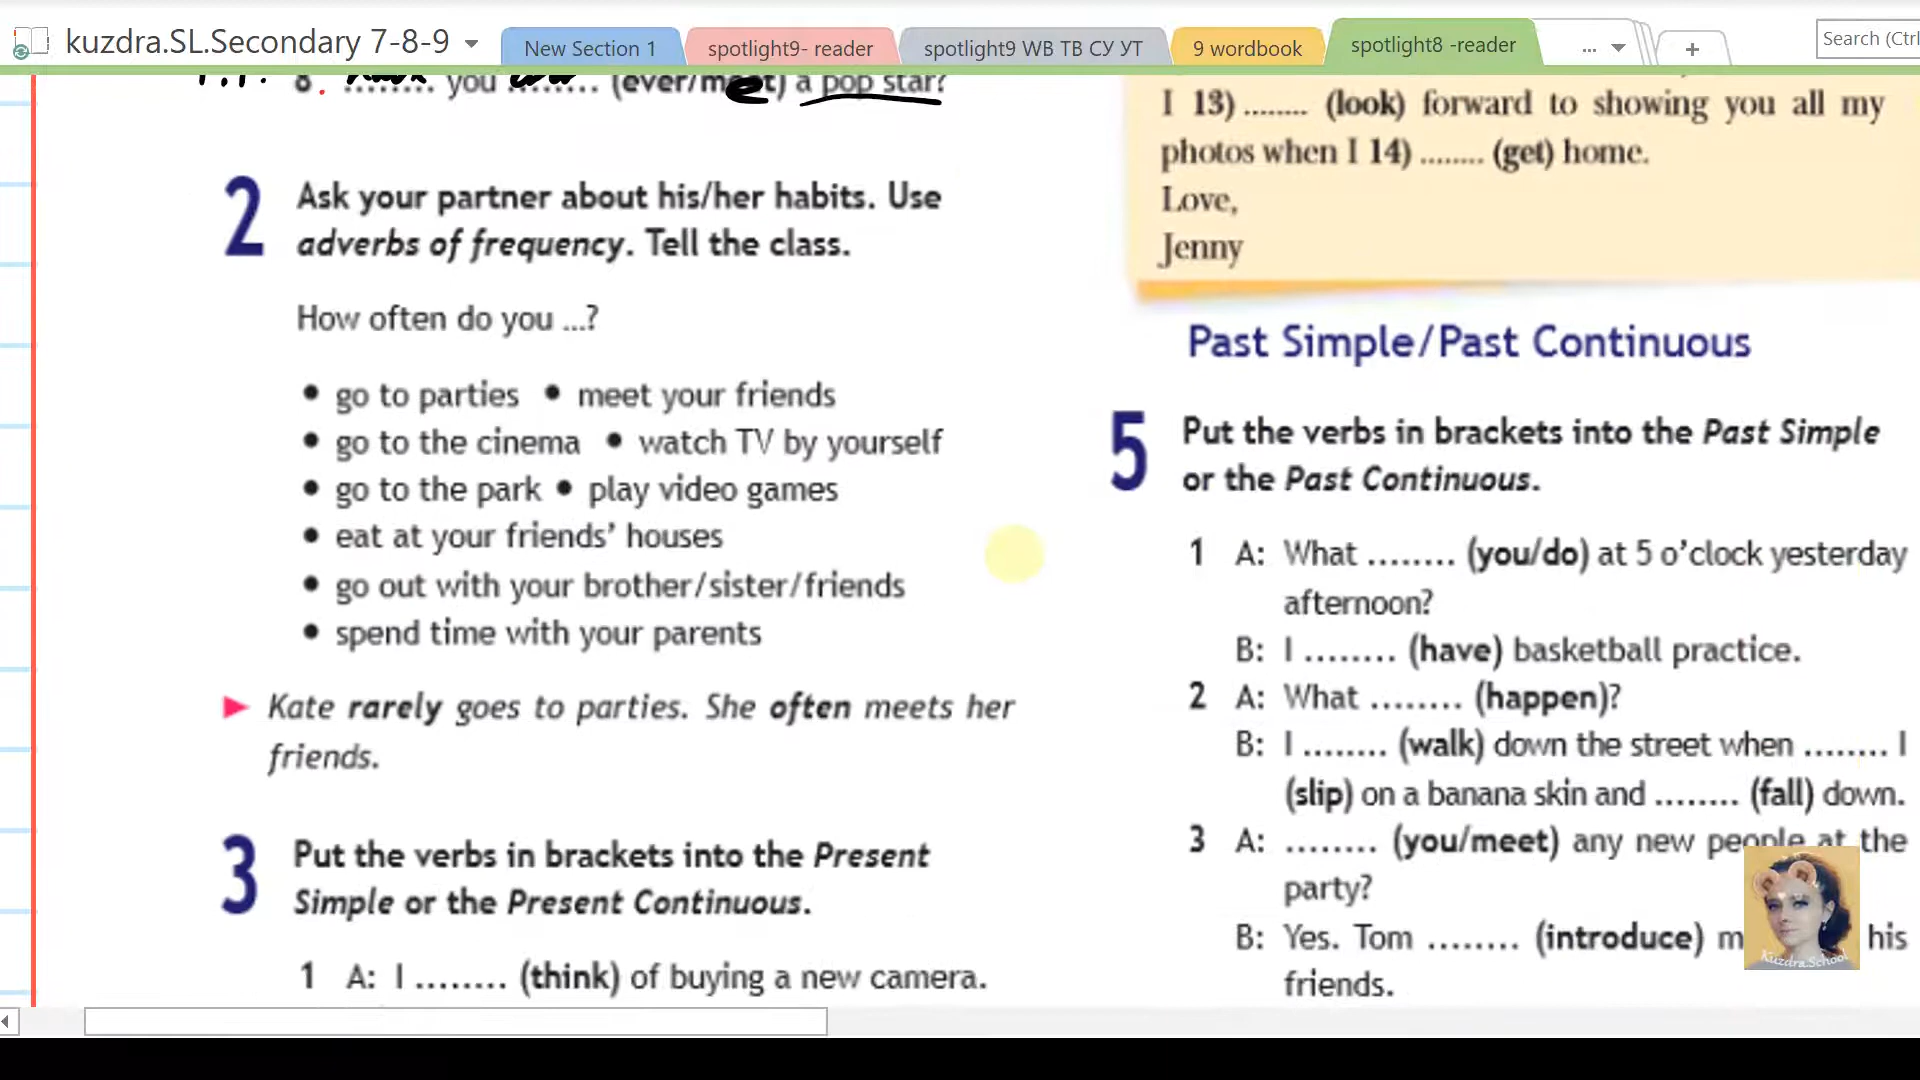 kuzdra.SL.Secondary 7-8-9
New Section 1
spotlight9- reader
spotlight9 WB TB СУ УТ
9 wordbook
spotlight8 -reader
...
+
Search (Ctrl
8 ........ you ........ (ever/meet) a pop star?
2 Ask your partner about his/her habits. Use
adverbs of frequency. Tell the class.
How often do you ...?
• go to parties • meet your friends
• go to the cinema • watch TV by yourself
• go to the park • play video games
• eat at your friends’ houses
• go out with your brother/sister/friends
• spend time with your parents
Kate rarely goes to parties. She often meets her
friends.
3 Put the verbs in brackets into the Present
Simple or the Present Continuous.
1 A: I ........ (think) of buying a new camera.
I 13) ........ (look) forward to showing you all my
photos when I 14) ........ (get) home.
Love,
Jenny
Past Simple/Past Continuous
5 Put the verbs in brackets into the Past Simple
or the Past Continuous.
1 A: What ........ (you/do) at 5 o’clock yesterday
afternoon?
B: I ........ (have) basketball practice.
2 A: What ........ (happen)?
B: I ........ (walk) down the street when ........ I
(slip) on a banana skin and ........ (fall) down.
3 A: ........ (you/meet) any new people at the
party?
B: Yes. Tom ........ (introduce) m his
friends.
Kuzdra.School